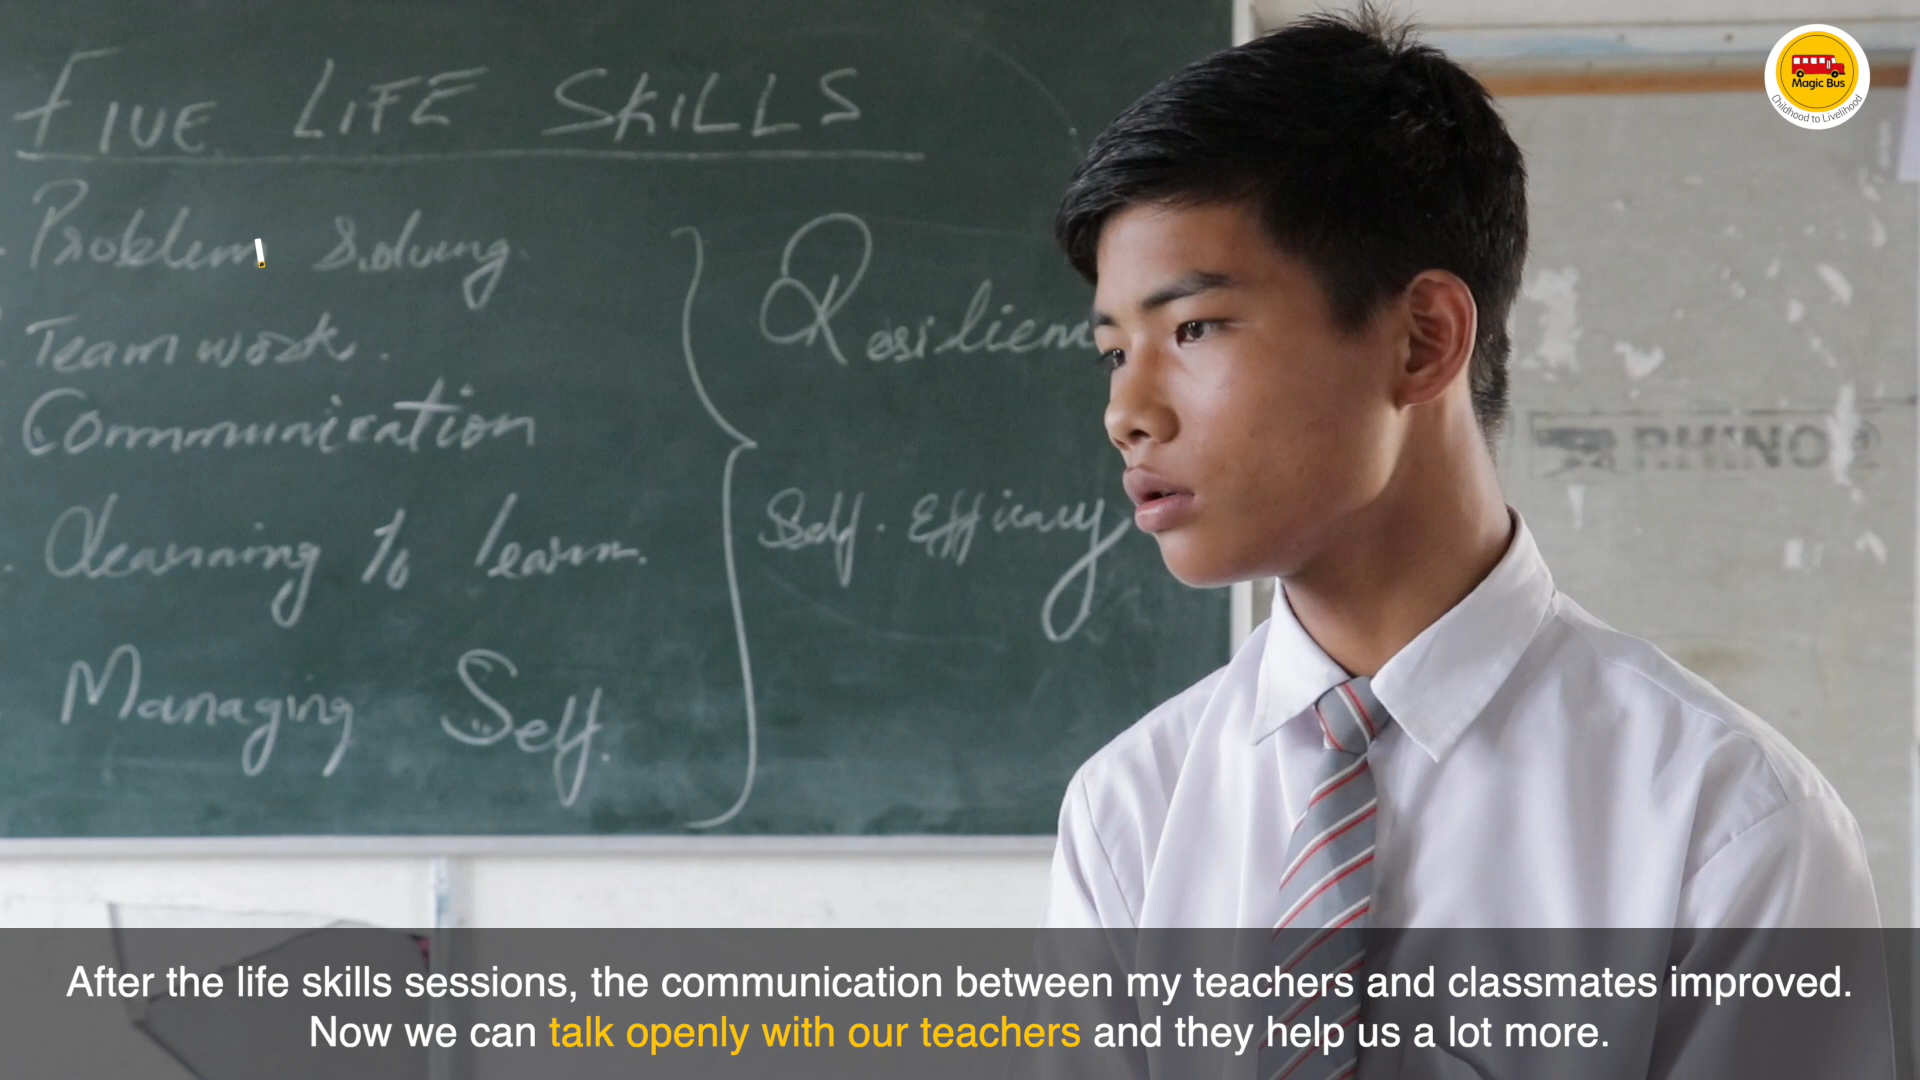 FIVE LIFE SKILLS
Problem Solving.
Teamwork.
Communication
Learning to learn.
Managing Self.
Resilienc
Self. Efficacy
Magic Bus
Childhood to Livelihood
RHINO
After the life skills sessions, the communication between my teachers and classmates improved.
Now we can talk openly with our teachers and they help us a lot more.